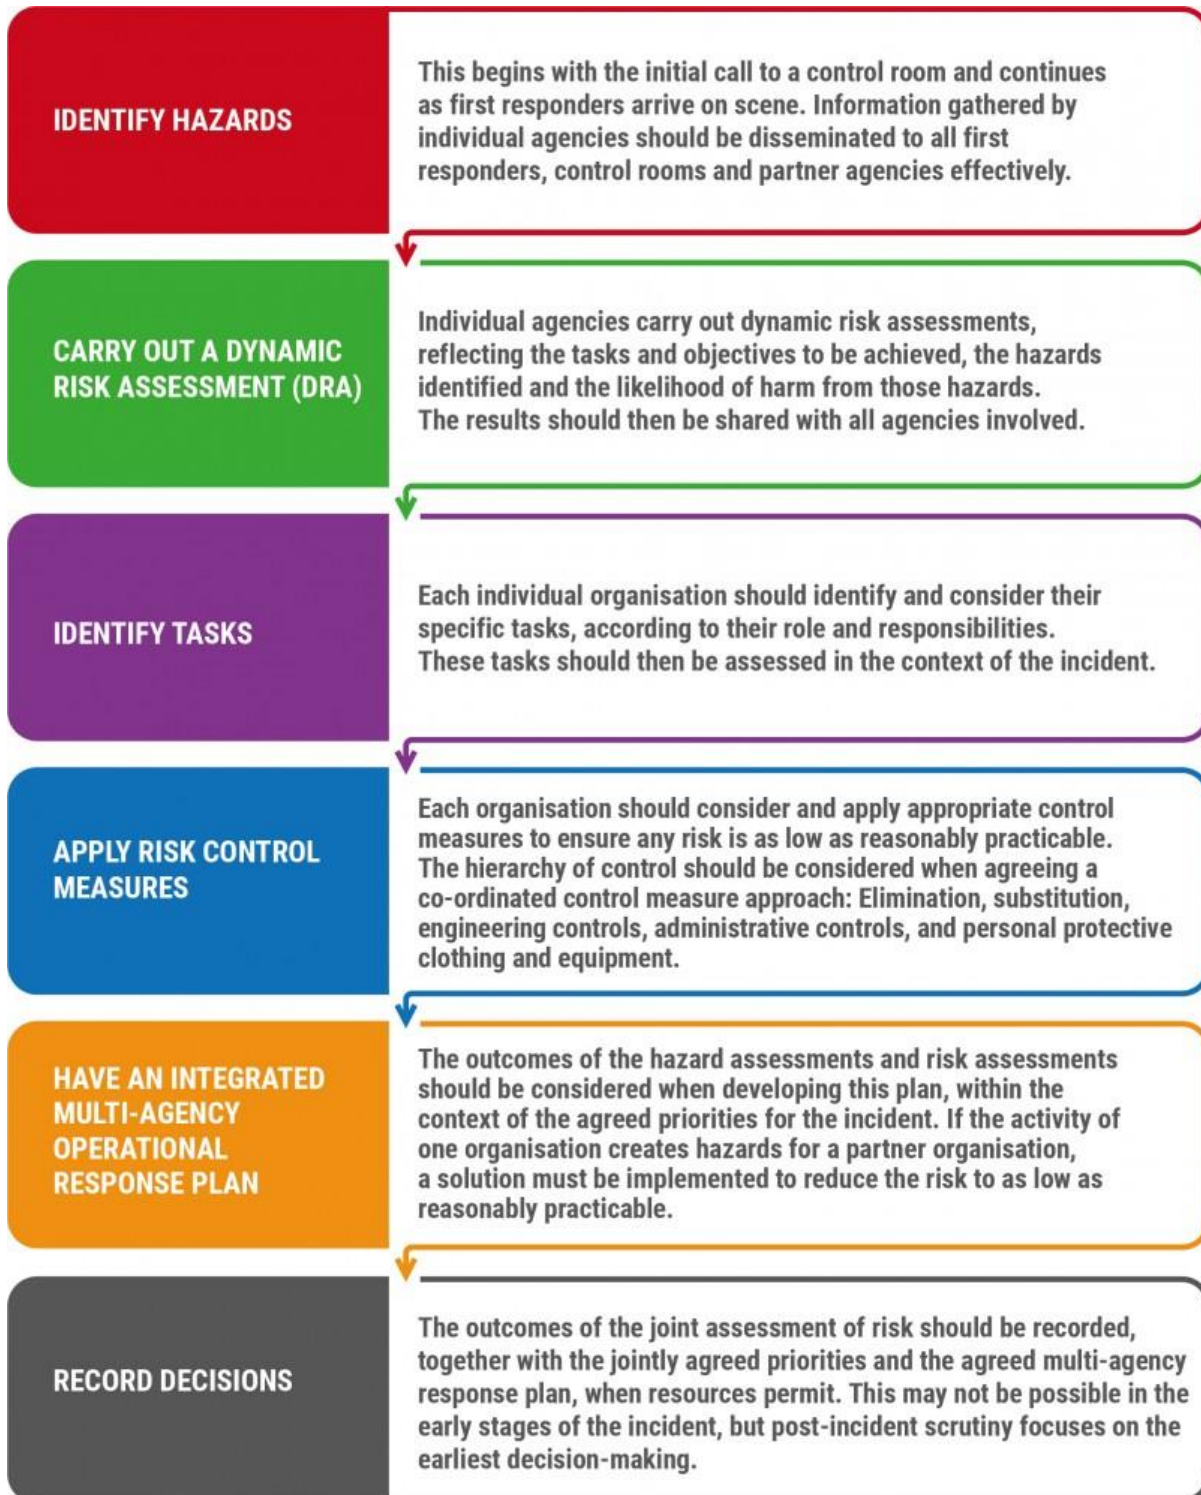 IDENTIFY HAZARDS
This begins with the initial call to a control room and continues
as first responders arrive on scene. Information gathered by
individual agencies should be disseminated to all first
responders, control rooms and partner agencies effectively.
CARRY OUT A DYNAMIC
RISK ASSESSMENT (DRA)
Individual agencies carry out dynamic risk assessments,
reflecting the tasks and objectives to be achieved, the hazards
identified and the likelihood of harm from those hazards.
The results should then be shared with all agencies involved.
IDENTIFY TASKS
Each individual organisation should identify and consider their
specific tasks, according to their role and responsibilities.
These tasks should then be assessed in the context of the incident.
APPLY RISK CONTROL
MEASURES
Each organisation should consider and apply appropriate control
measures to ensure any risk is as low as reasonably practicable.
The hierarchy of control should be considered when agreeing a
co-ordinated control measure approach: Elimination, substitution,
engineering controls, administrative controls, and personal protective
clothing and equipment.
HAVE AN INTEGRATED
MULTI-AGENCY
OPERATIONAL
RESPONSE PLAN
The outcomes of the hazard assessments and risk assessments
should be considered when developing this plan, within the
context of the agreed priorities for the incident. If the activity of
one organisation creates hazards for a partner organisation,
a solution must be implemented to reduce the risk to as low as
reasonably practicable.
RECORD DECISIONS
The outcomes of the joint assessment of risk should be recorded,
together with the jointly agreed priorities and the agreed multi-agency
response plan, when resources permit. This may not be possible in the
early stages of the incident, but post-incident scrutiny focuses on the
earliest decision-making.